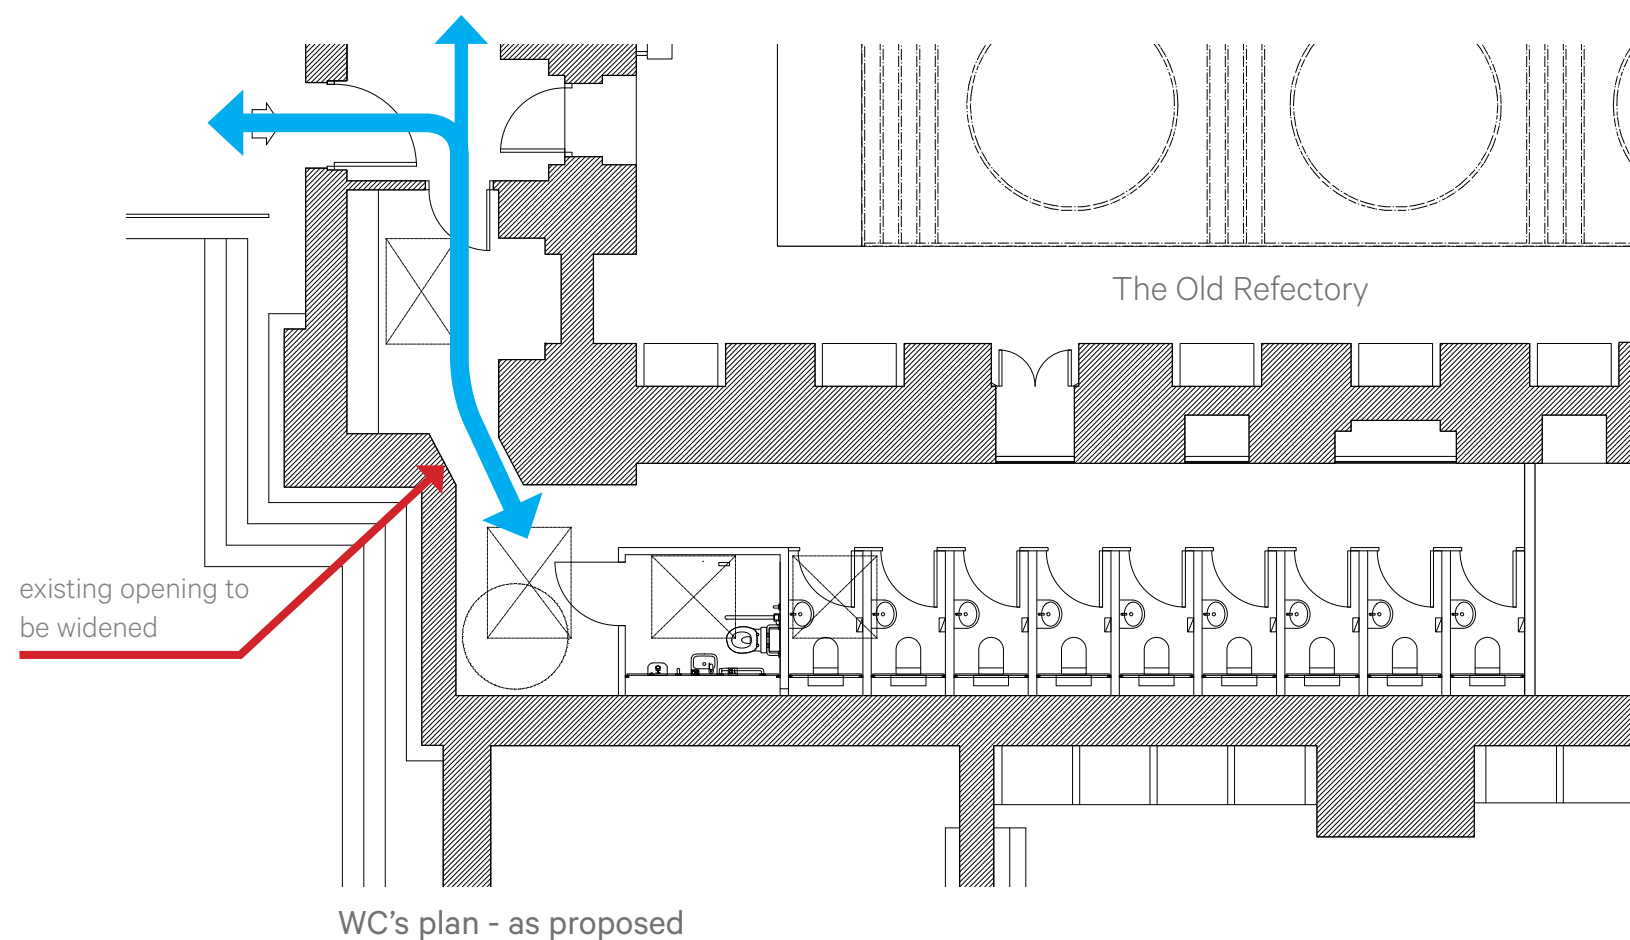 The Old Refectory
existing opening to
be widened
WC’s plan - as proposed